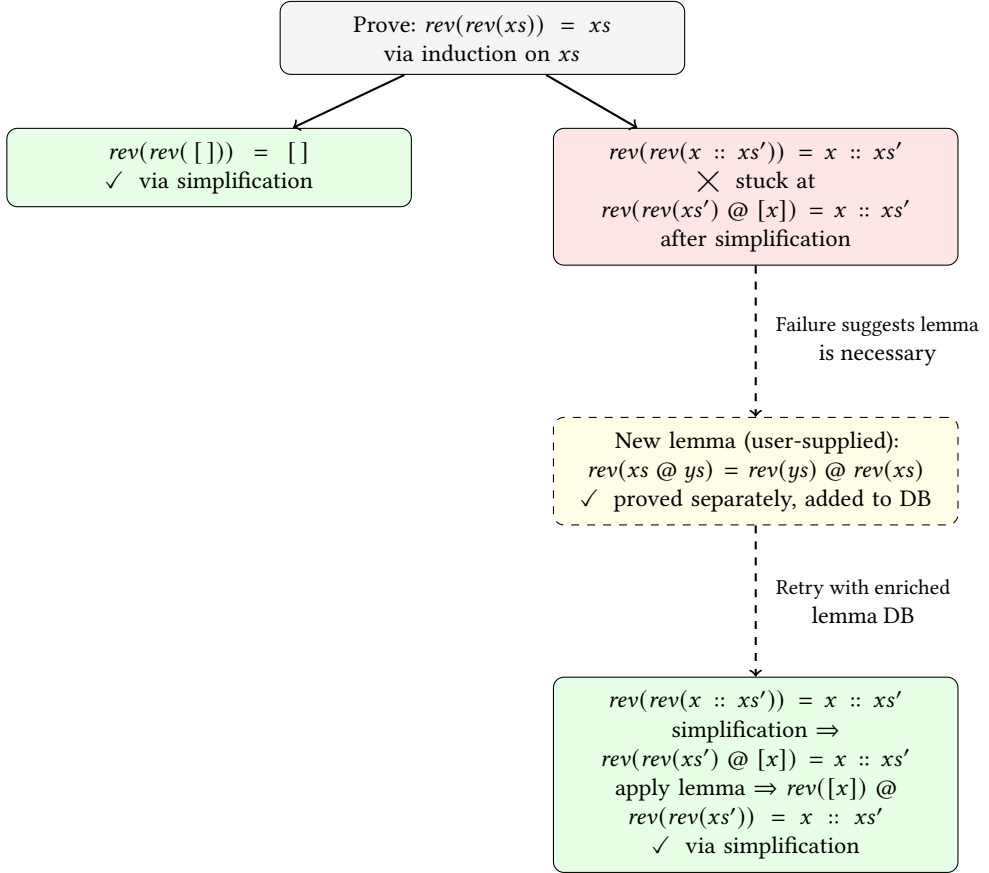 Prove: rev(rev(xs)) = xs
via induction on xs
rev(rev([])) = []
✓ via simplification
rev(rev(x :: xs′)) = x :: xs′
✕ stuck at
rev(rev(xs′) @ [x]) = x :: xs′
after simplification
Failure suggests lemma
is necessary
New lemma (user-supplied):
rev(xs @ ys) = rev(ys) @ rev(xs)
✓ proved separately, added to DB
Retry with enriched
lemma DB
rev(rev(x :: xs′)) = x :: xs′
simplification ⇒
rev(rev(xs′) @ [x]) = x :: xs′
apply lemma ⇒ rev([x]) @
rev(rev(xs′)) = x :: xs′
✓ via simplification